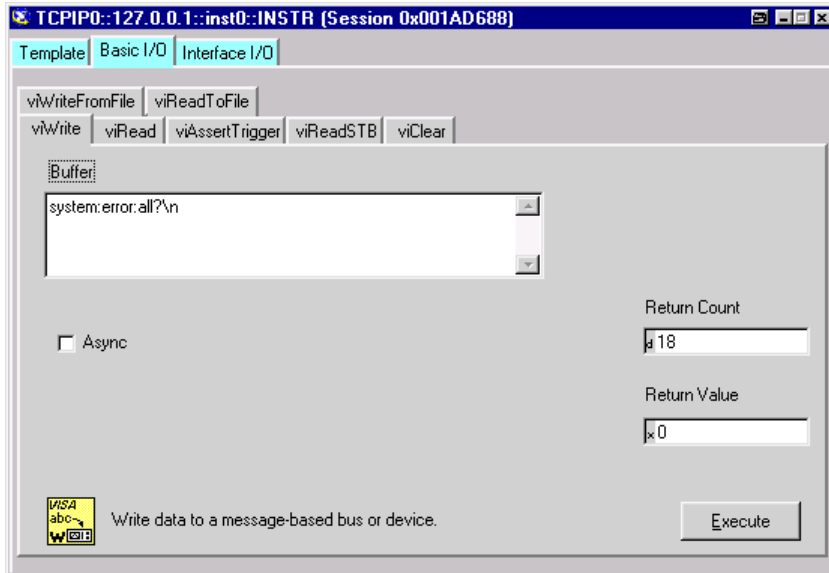 TCPIP0::127.0.0.1::inst0::INSTR (Session 0x001AD688)
Template Basic I/O Interface I/O
viWriteFromFile viReadToFile
viWrite viRead viAssertTrigger viReadSTB viClear
Buffer
system:error:all?\n
Return Count
Async
d 18
Return Value
x 0
VISA
abc
W
Write data to a message-based bus or device.
Execute